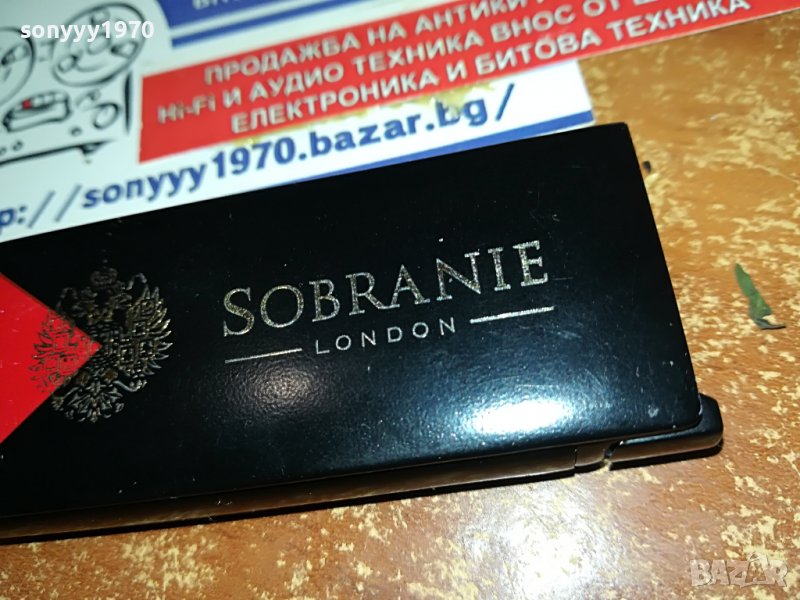 sonyyy1970
ПРОДАЖБА НА АНТИКИ
Hi-Fi И АУДИО ТЕХНИКА ВНОС ОТ
ЕЛЕКТРОНИКА И БИТОВА ТЕХНИКА
p://sonyyy1970.bazar.bg/
SOBRANIE
LONDON
BAZAR